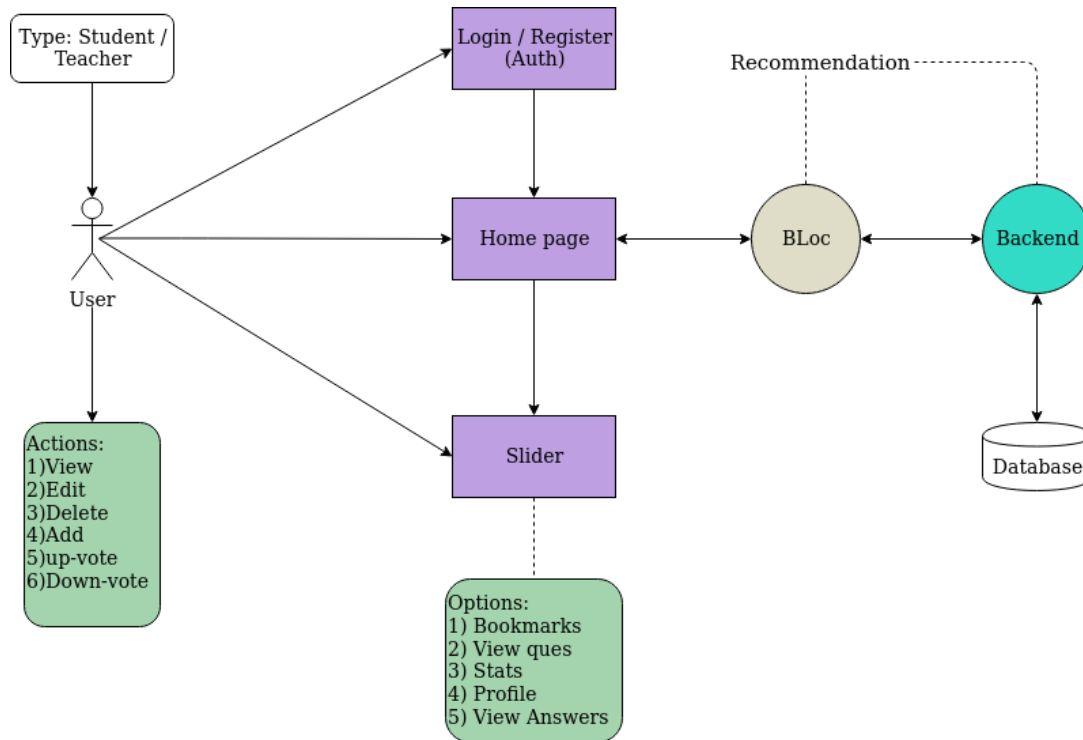 Type: Student /
Teacher
Login / Register
(Auth)
Recommendation
Home page
BLoc
Backend
User
Actions:
1)View
2)Edit
3)Delete
4)Add
5)up-vote
6)Down-vote
Slider
Database
Options:
1) Bookmarks
2) View ques
3) Stats
4) Profile
5) View Answers